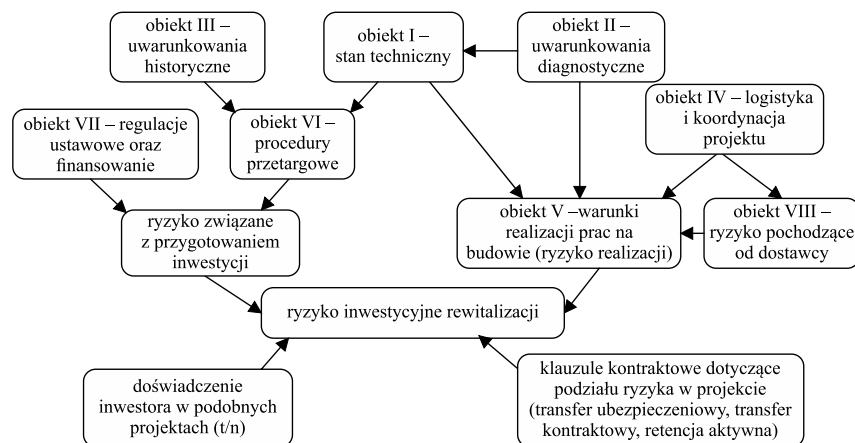 obiekt III –
uwarunkowania
historyczne
obiekt I –
stan techniczny
obiekt II –
uwarunkowania
diagnostyczne
obiekt IV – logistyka
i koordynacja
projektu
obiekt VII – regulacje
ustawowe oraz
finansowanie
obiekt VI –
procedury
przetargowe
ryzyko związane
z przygotowaniem
inwestycji
obiekt V –warunki
realizacji prac na
budowie (ryzyko realizacji)
obiekt VIII –
ryzyko pochodzące
od dostawcy
ryzyko inwestycyjne rewitalizacji
doświadczenie
inwestora w podobnych
projektach (t/n)
klauzule kontraktowe dotyczące
podziału ryzyka w projekcie
(transfer ubezpieczeniowy, transfer
kontraktowy, retencja aktywna)